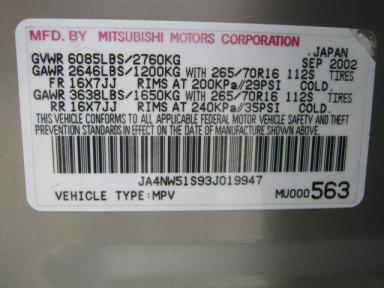 MFD. BY MITSUBISHI MOTORS CORPORATION
JAPAN
GVWR 6085LBS/2760KG SEP 2002
GAWR 2646LBS/1200KG WITH 265/70R16 112S TIRES
FR 16X7JJ RIMS AT 200KPa/29PSI COLD.
GAWR 3638LBS/1650KG WITH 265/70R16 112S TIRES
RR 16X7JJ RIMS AT 240KPa/35PSI COLD.
THIS VEHICLE CONFORMS TO ALL APPLICABLE FEDERAL MOTOR VEHICLE SAFETY AND THEFT
PREVENTION STANDARDS IN EFFECT ON THE DATE OF MANUFACTURE SHOWN ABOVE.
JA4NW51S93J019947
VEHICLE TYPE:MPV MU000563